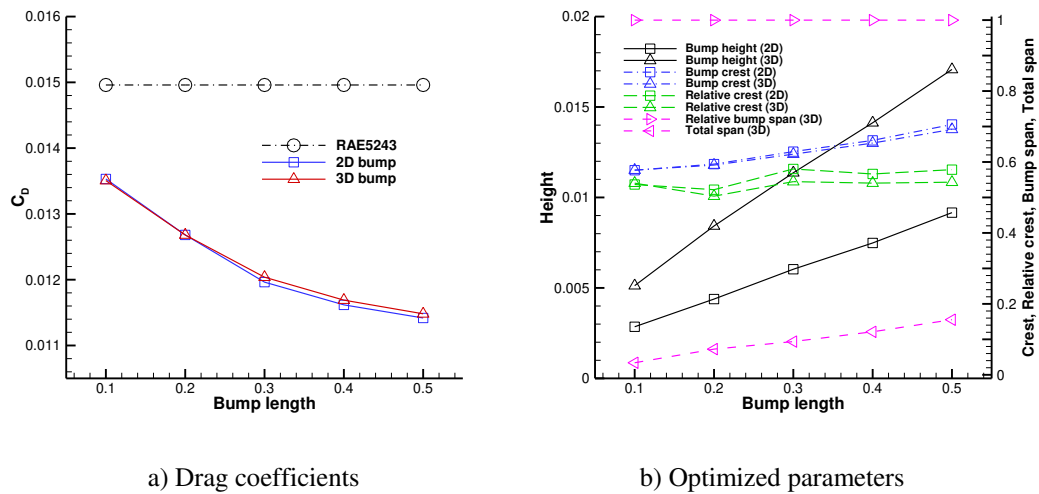 0.016
0.015
0.014
0.013
0.012
0.011
C_D
0.1 0.2 0.3 0.4 0.5
Bump length
RAE5243
2D bump
3D bump
a) Drag coefficients
0.02
0.015
0.01
0.005
0
Height
0.1 0.2 0.3 0.4 0.5
Bump length
Bump height (2D)
Bump height (3D)
Bump crest (2D)
Bump crest (3D)
Relative crest (2D)
Relative crest (3D)
Relative bump span (3D)
Total span (3D)
1
0.8
0.6
0.4
0.2
0
Crest, Relative crest, Bump span, Total span
b) Optimized parameters